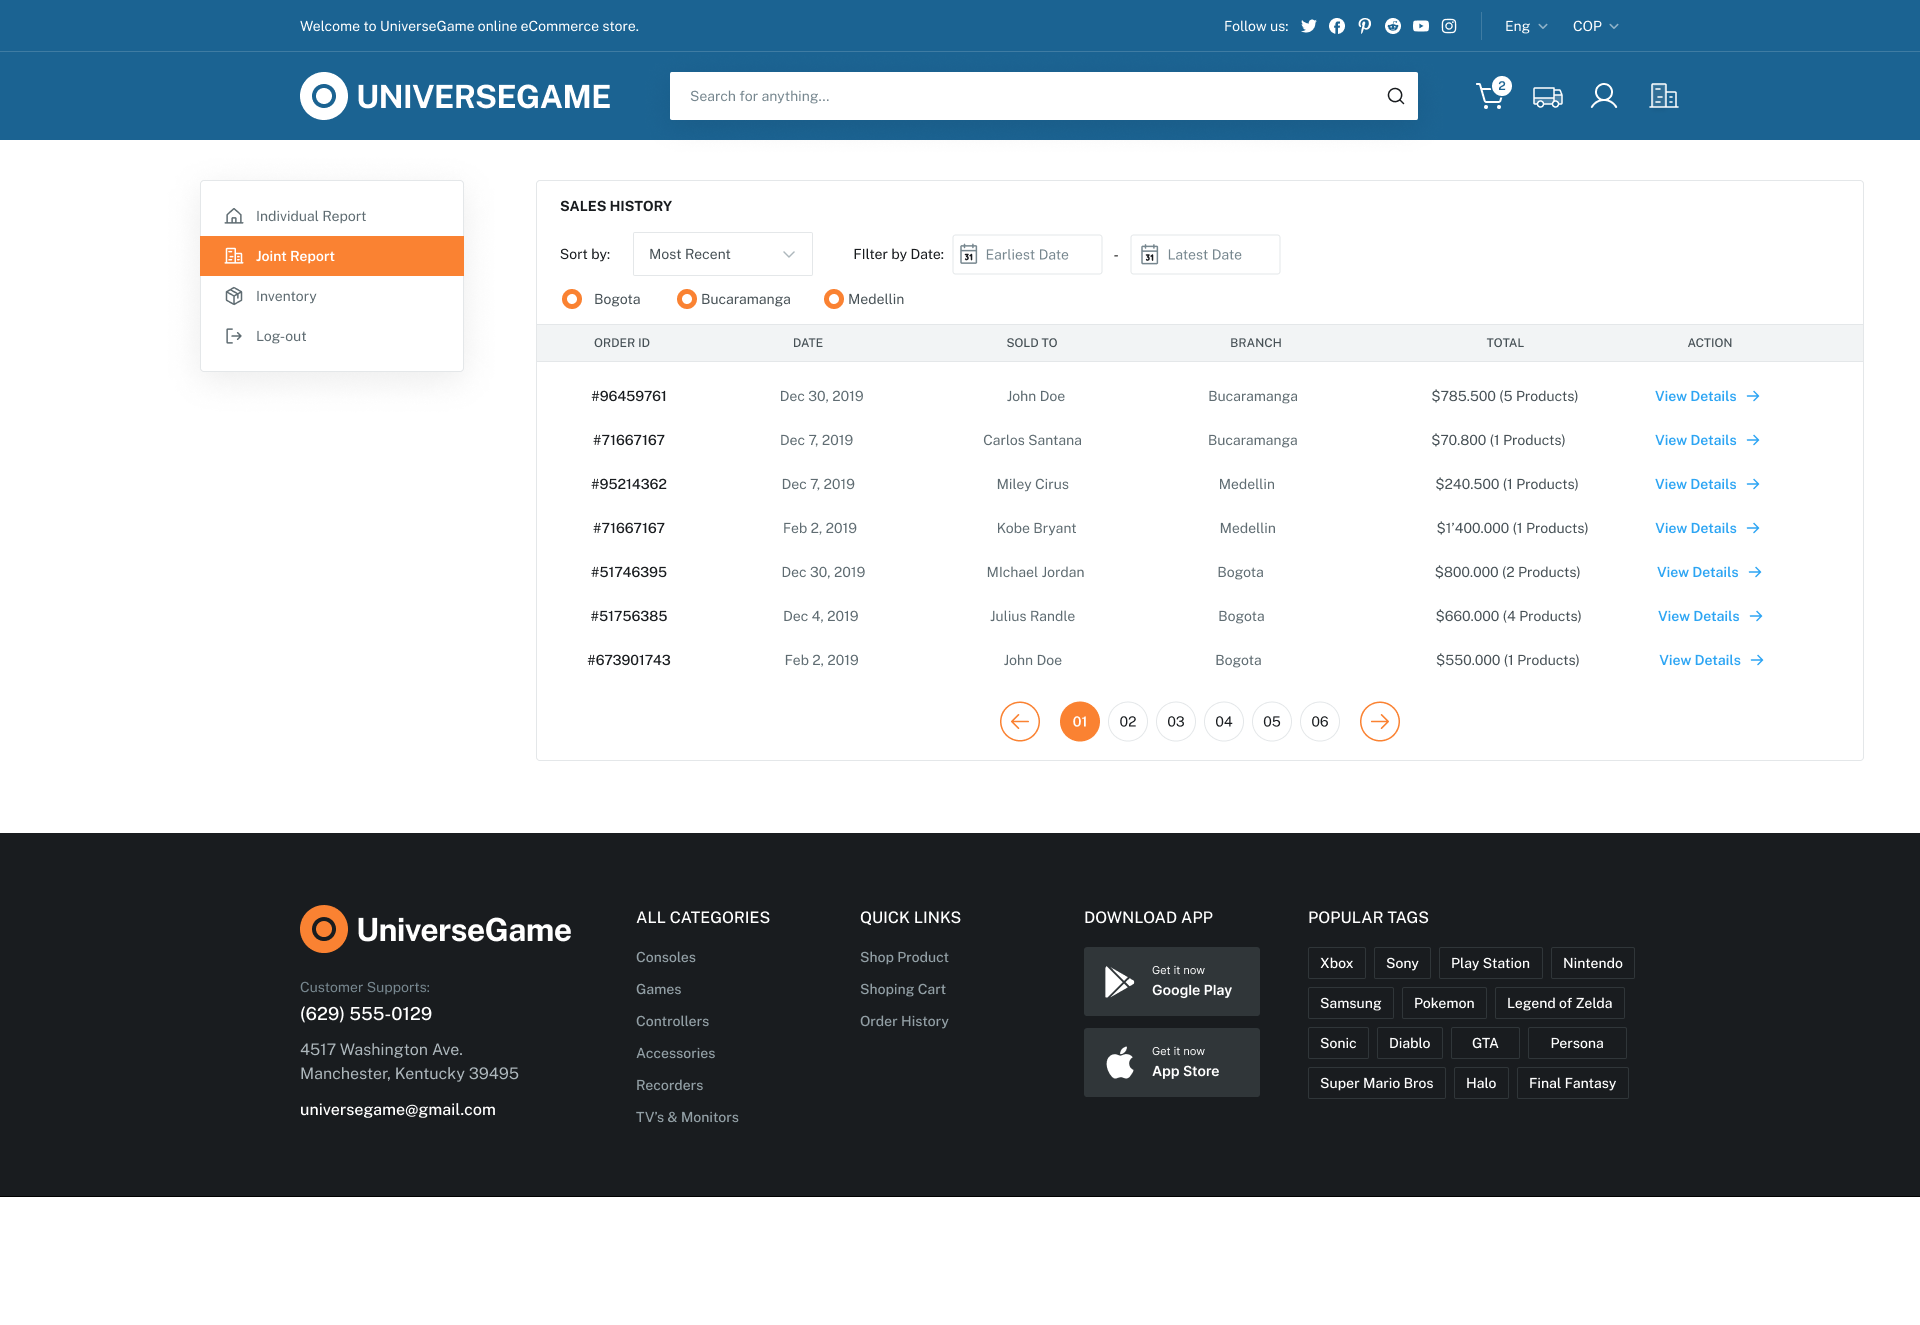 Welcome to UniverseGame online eCommerce store.
Follow us:
Eng
COP
UNIVERSEGAME
Search for anything...
2
Individual Report
Joint Report
Inventory
Log-out
SALES HISTORY
Sort by:
Most Recent
FIlter by Date:
31 Earliest Date
-
31 Latest Date
Bogota
Bucaramanga
Medellin
ORDER ID DATE SOLD TO BRANCH TOTAL ACTION
#96459761 Dec 30, 2019 John Doe Bucaramanga $785.500 (5 Products) View Details
#71667167 Dec 7, 2019 Carlos Santana Bucaramanga $70.800 (1 Products) View Details
#95214362 Dec 7, 2019 Miley Cirus Medellin $240.500 (1 Products) View Details
#71667167 Feb 2, 2019 Kobe Bryant Medellin $1'400.000 (1 Products) View Details
#51746395 Dec 30, 2019 MIchael Jordan Bogota $800.000 (2 Products) View Details
#51756385 Dec 4, 2019 Julius Randle Bogota $660.000 (4 Products) View Details
#673901743 Feb 2, 2019 John Doe Bogota $550.000 (1 Products) View Details
01 02 03 04 05 06
UniverseGame
Customer Supports:
(629) 555-0129
4517 Washington Ave.
Manchester, Kentucky 39495
universegame@gmail.com
ALL CATEGORIES
Consoles
Games
Controllers
Accessories
Recorders
TV's & Monitors
QUICK LINKS
Shop Product
Shoping Cart
Order History
DOWNLOAD APP
Get it now
Google Play
Get it now
App Store
POPULAR TAGS
Xbox Sony Play Station Nintendo
Samsung Pokemon Legend of Zelda
Sonic Diablo GTA Persona
Super Mario Bros Halo Final Fantasy